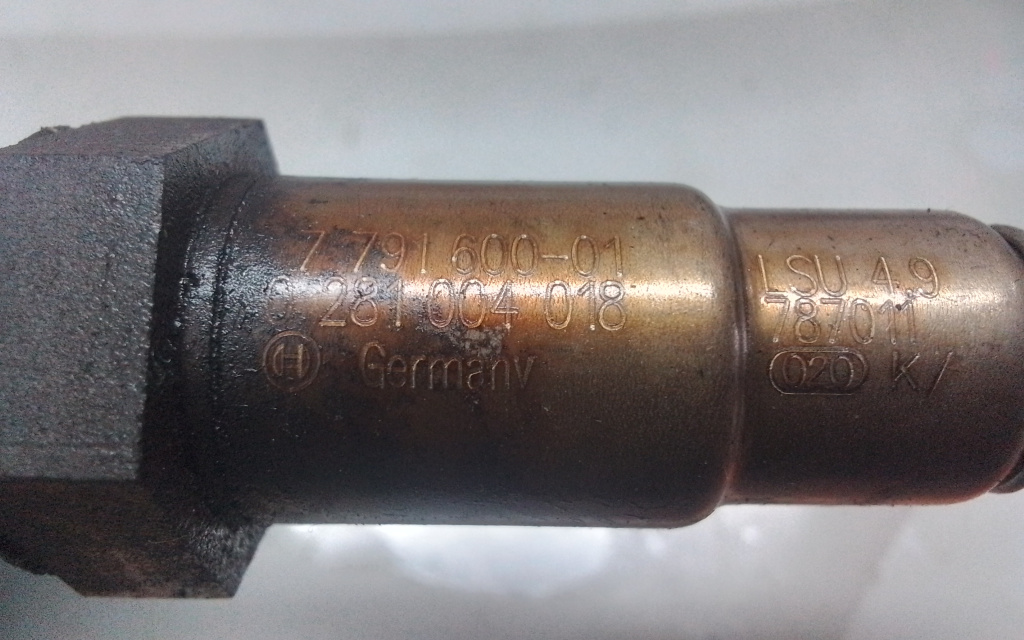 7 791 600-01
0 281 004 018
Germany
LSU 4.9
787011
020 K/